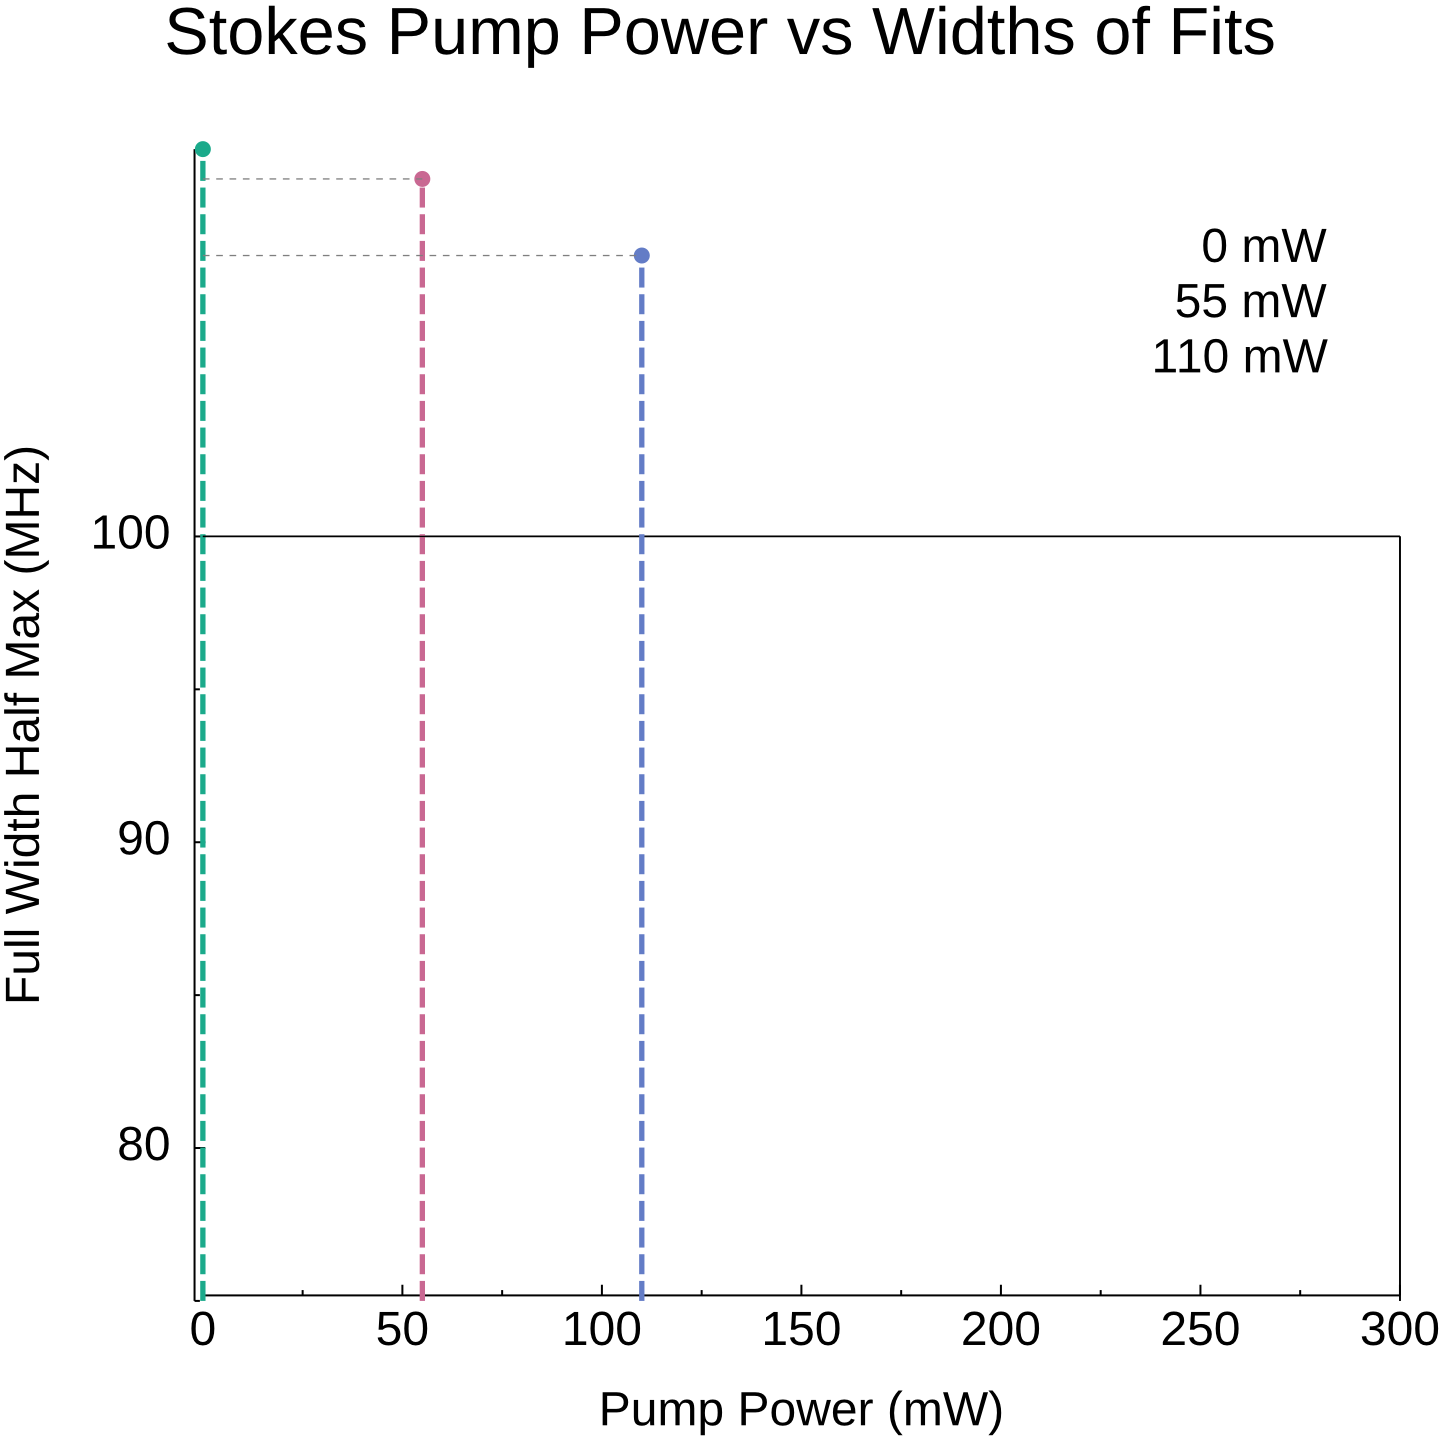 Stokes Pump Power vs Widths of Fits
0 mW
55 mW
110 mW
Full Width Half Max (MHz)
100
90
80
0 50 100 150 200 250 300
Pump Power (mW)